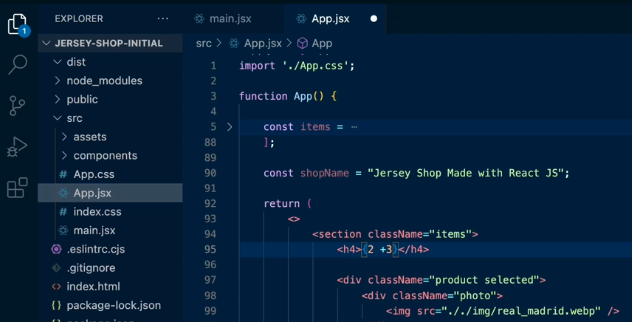 EXPLORER
...
main.jsx
App.jsx
1
JERSEY-SHOP-INITIAL
src > App.jsx > App
dist
node_modules
public
src
assets
components
# App.css
App.jsx
# index.css
main.jsx
.eslintrc.cjs
.gitignore
<> index.html
{} package-lock.json
1 import './App.css';
2
3 function App() {
4
5 > const items = ...
88 ];
89
90 const shopName = "Jersey Shop Made with React JS";
91
92 return (
93 <>
94 <section className="items">
95 <h4>{2 +3}</h4>
96
97 <div className="product selected">
98 <div className="photo">
99 <img src="././img/real_madrid.webp" />